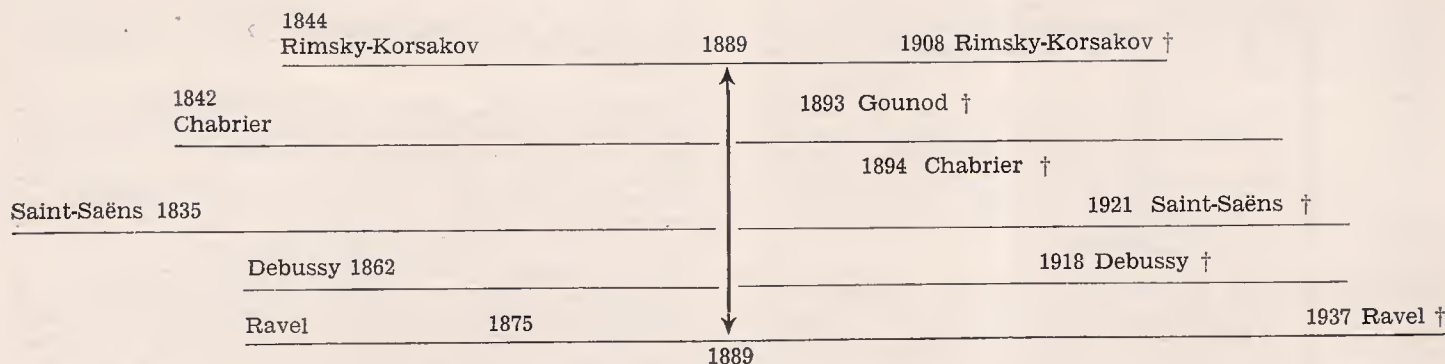 1844
Rimsky-Korsakov 1889 1908 Rimsky-Korsakov †
1842
Chabrier
1893 Gounod †
1894 Chabrier †
Saint-Saëns 1835 1921 Saint-Saëns †
Debussy 1862 1918 Debussy †
Ravel 1875 1937 Ravel †
1889